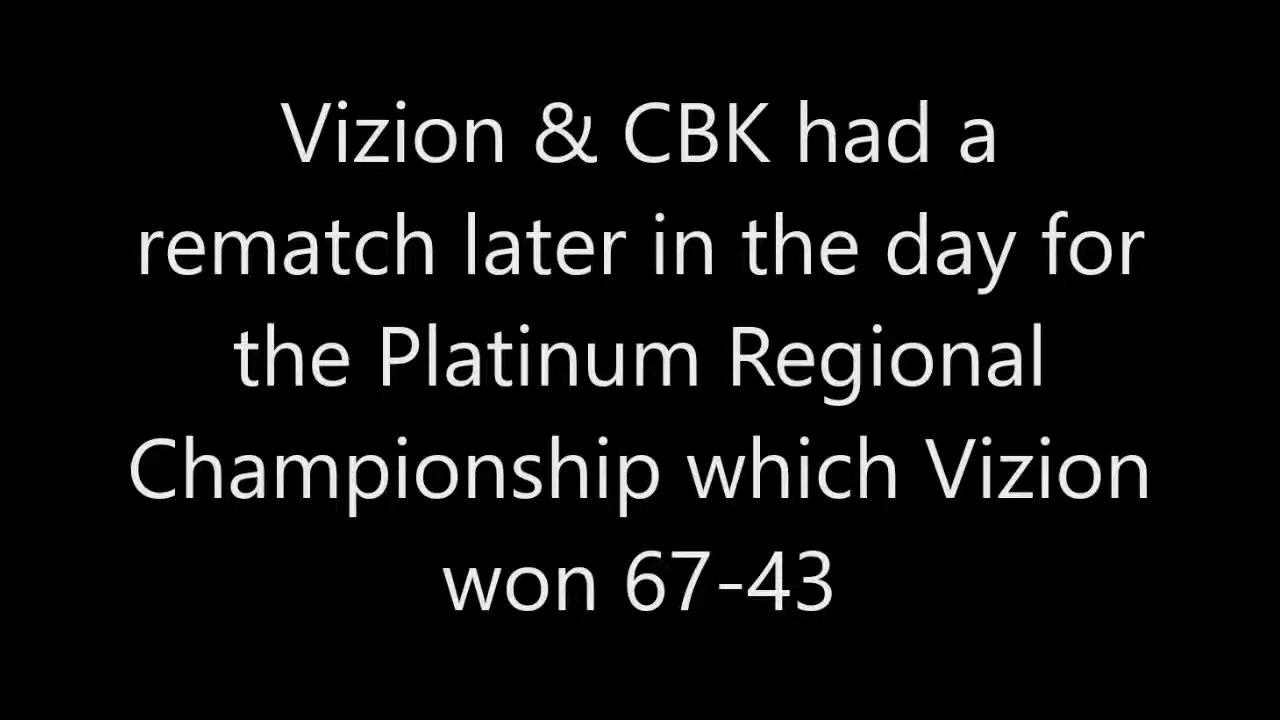 Vizion & CBK had a
rematch later in the day for
the Platinum Regional
Championship which Vizion
won 67-43